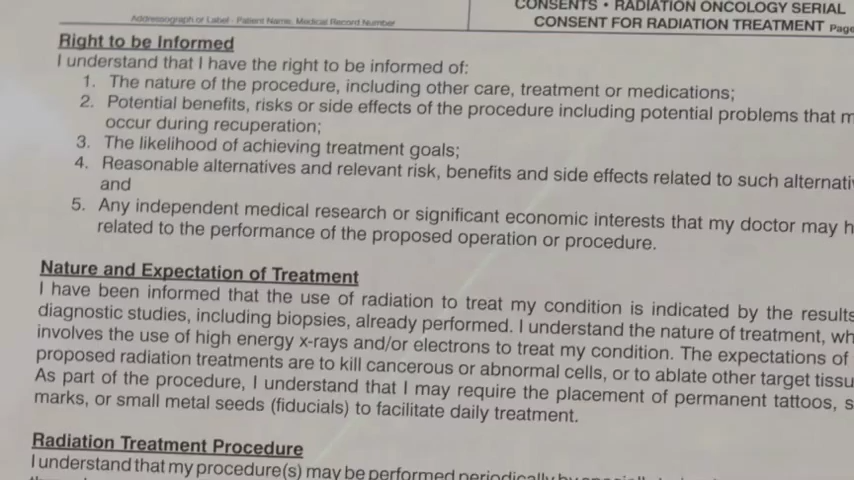 CONSENTS • RADIATION ONCOLOGY SERIAL
Addressograph or Label - Patient Name, Medical Record Number
CONSENT FOR RADIATION TREATMENT Page
Right to be Informed
I understand that I have the right to be informed of:
1. The nature of the procedure, including other care, treatment or medications;
2. Potential benefits, risks or side effects of the procedure including potential problems that m
occur during recuperation;
3. The likelihood of achieving treatment goals;
4. Reasonable alternatives and relevant risk, benefits and side effects related to such alternati
and
5. Any independent medical research or significant economic interests that my doctor may h
related to the performance of the proposed operation or procedure.
Nature and Expectation of Treatment
I have been informed that the use of radiation to treat my condition is indicated by the results
diagnostic studies, including biopsies, already performed. I understand the nature of treatment, wh
involves the use of high energy x-rays and/or electrons to treat my condition. The expectations of
proposed radiation treatments are to kill cancerous or abnormal cells, or to ablate other target tissu
As part of the procedure, I understand that I may require the placement of permanent tattoos, s
marks, or small metal seeds (fiducials) to facilitate daily treatment.
Radiation Treatment Procedure
I understand that my procedure(s) may be performed periodically by